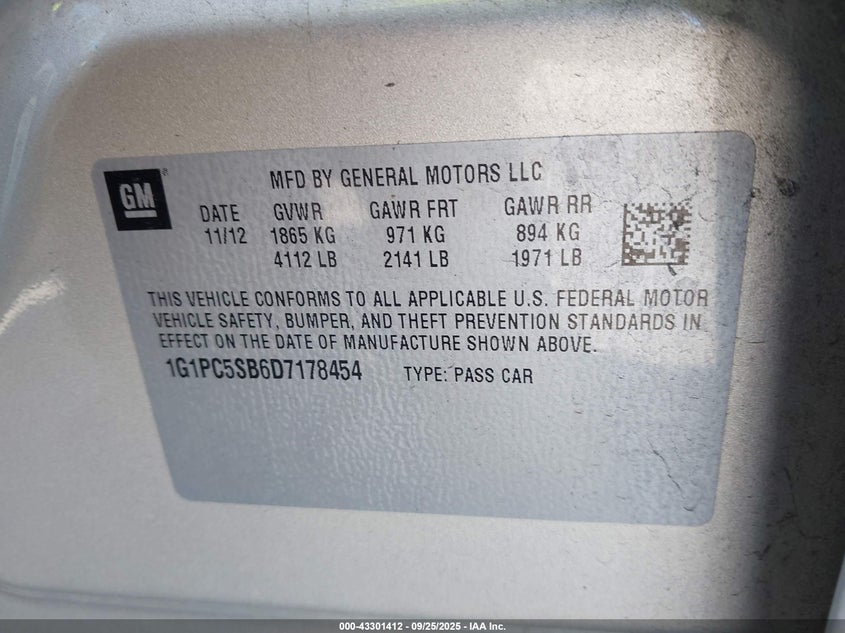 GM®
MFD BY GENERAL MOTORS LLC
DATE GVWR GAWR FRT GAWR RR
11/12 1865 KG 971 KG 894 KG
4112 LB 2141 LB 1971 LB
THIS VEHICLE CONFORMS TO ALL APPLICABLE U.S. FEDERAL MOTOR
VEHICLE SAFETY, BUMPER, AND THEFT PREVENTION STANDARDS IN
EFFECT ON THE DATE OF MANUFACTURE SHOWN ABOVE.
1G1PC5SB6D7178454 TYPE: PASS CAR
000-43301412 - 09/25/2025 - IAA Inc.